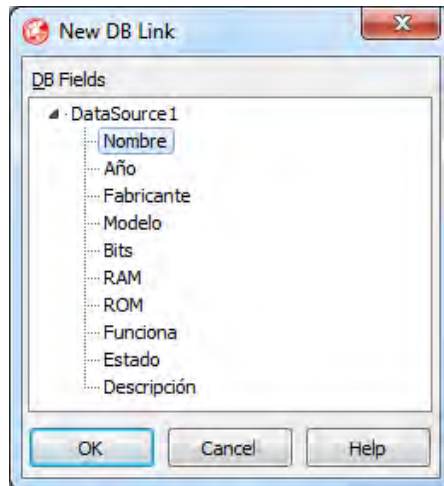 New DB Link
DB Fields
DataSource1
Nombre
Año
Fabricante
Modelo
Bits
RAM
ROM
Funciona
Estado
Descripción
OK Cancel Help